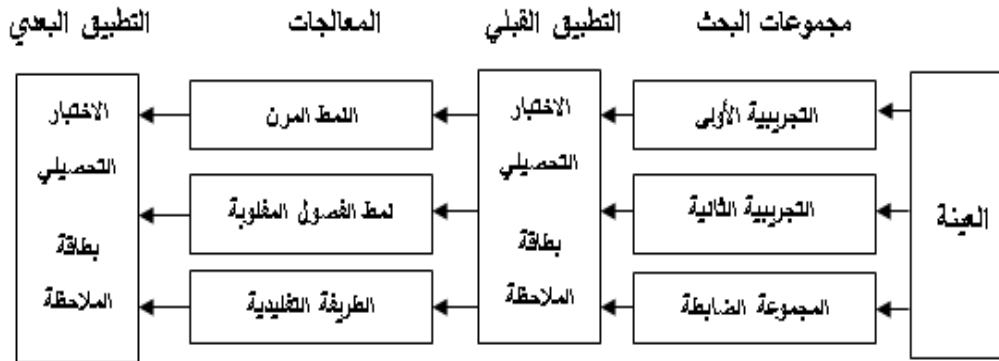 مجموعات البحث
التطبيق القبلي
المعالجات
التطبيق البعدي
العينة
التجريبية الأولى
التجريبية الثانية
المجموعة الضابطة
الاختبار
التحصيلي
بطاقة
الملاحظة
النمط المرن
نمط الفصول المقلوبة
الطريقة التقليدية
الاختبار
التحصيلي
بطاقة
الملاحظة